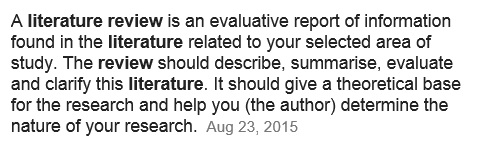 A literature review is an evaluative report of information
found in the literature related to your selected area of
study. The review should describe, summarise, evaluate
and clarify this literature. It should give a theoretical base
for the research and help you (the author) determine the
nature of your research. Aug 23, 2015